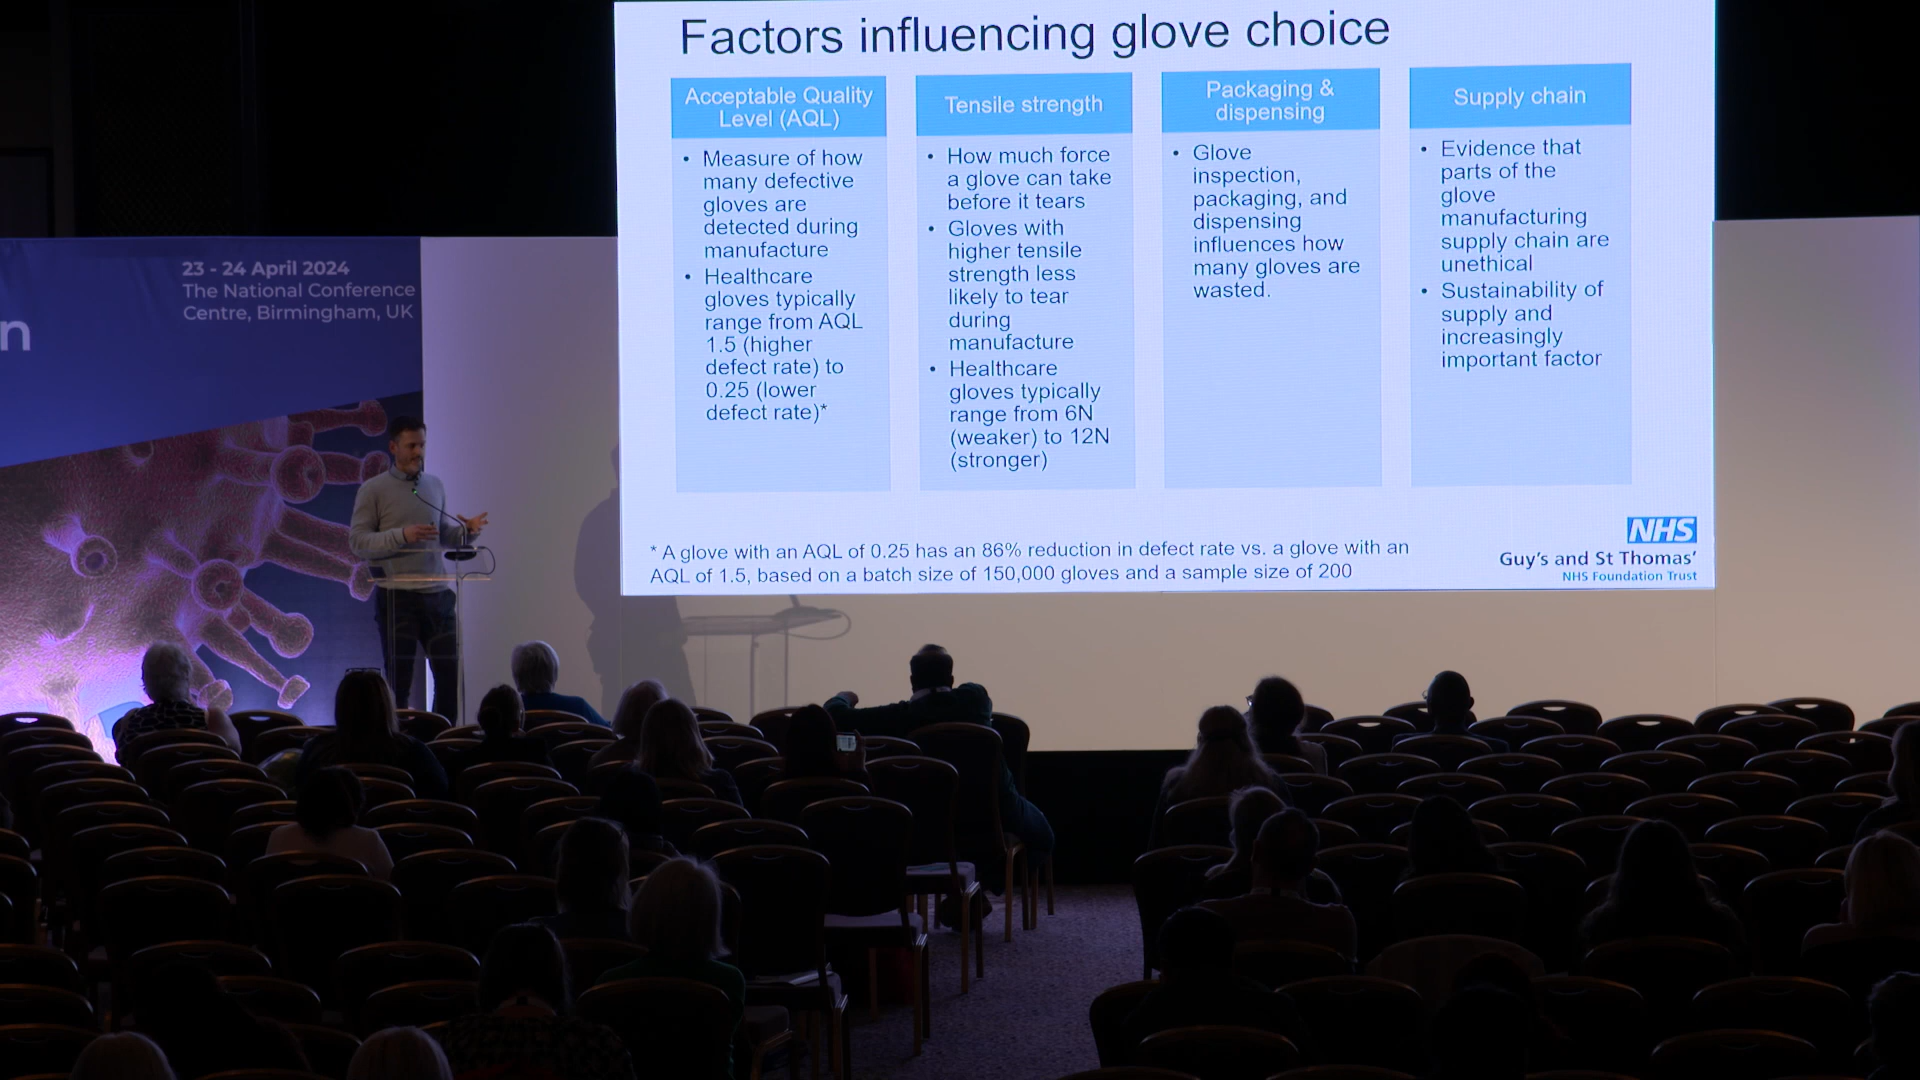 Factors influencing glove choice
Acceptable Quality
Level (AQL)
• Measure of how
many defective
gloves are
detected during
manufacture
• Healthcare
gloves typically
range from AQL
1.5 (higher
defect rate) to
0.25 (lower
defect rate)*
Tensile strength
• How much force
a glove can take
before it tears
• Gloves with
higher tensile
strength less
likely to tear
during
manufacture
• Healthcare
gloves typically
range from 6N
(weaker) to 12N
(stronger)
Packaging &
dispensing
• Glove
inspection,
packaging, and
dispensing
influences how
many gloves are
wasted.
Supply chain
• Evidence that
parts of the
glove
manufacturing
supply chain are
unethical
• Sustainability of
supply and
increasingly
important factor
* A glove with an AQL of 0.25 has an 86% reduction in defect rate vs. a glove with an
AQL of 1.5, based on a batch size of 150,000 gloves and a sample size of 200
NHS
Guy's and St Thomas'
NHS Foundation Trust
23 - 24 April 2024
The National Conference
Centre, Birmingham, UK
n